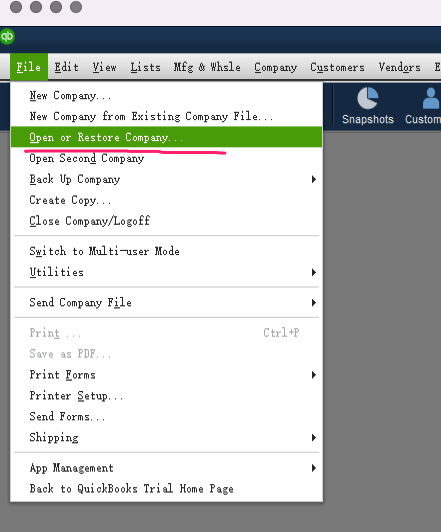 qb
File Edit View Lists Mfg & Whsle Company Customers Vendors E
New Company...
New Company from Existing Company File...
Open or Restore Company...
Snapshots Custom
Open Second Company
Back Up Company
Create Copy...
Close Company/Logoff
Switch to Multi-user Mode
Utilities
Send Company File
Print ... Ctrl+P
Save as PDF...
Print Forms
Printer Setup...
Send Forms...
Shipping
App Management
Back to QuickBooks Trial Home Page